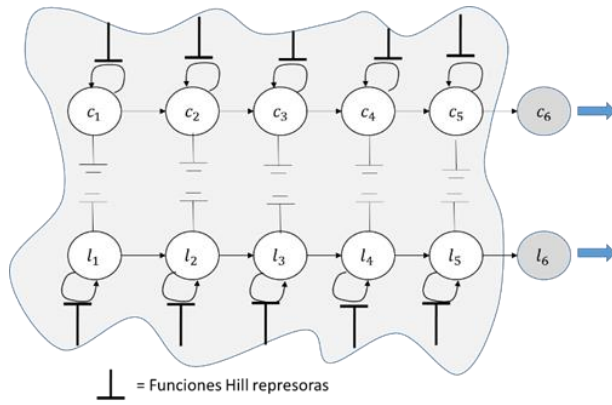 c₁ c₂ c₃ c₄ c₅ c₆
l₁ l₂ l₃ l₄ l₅ l₆
= Funciones Hill represoras